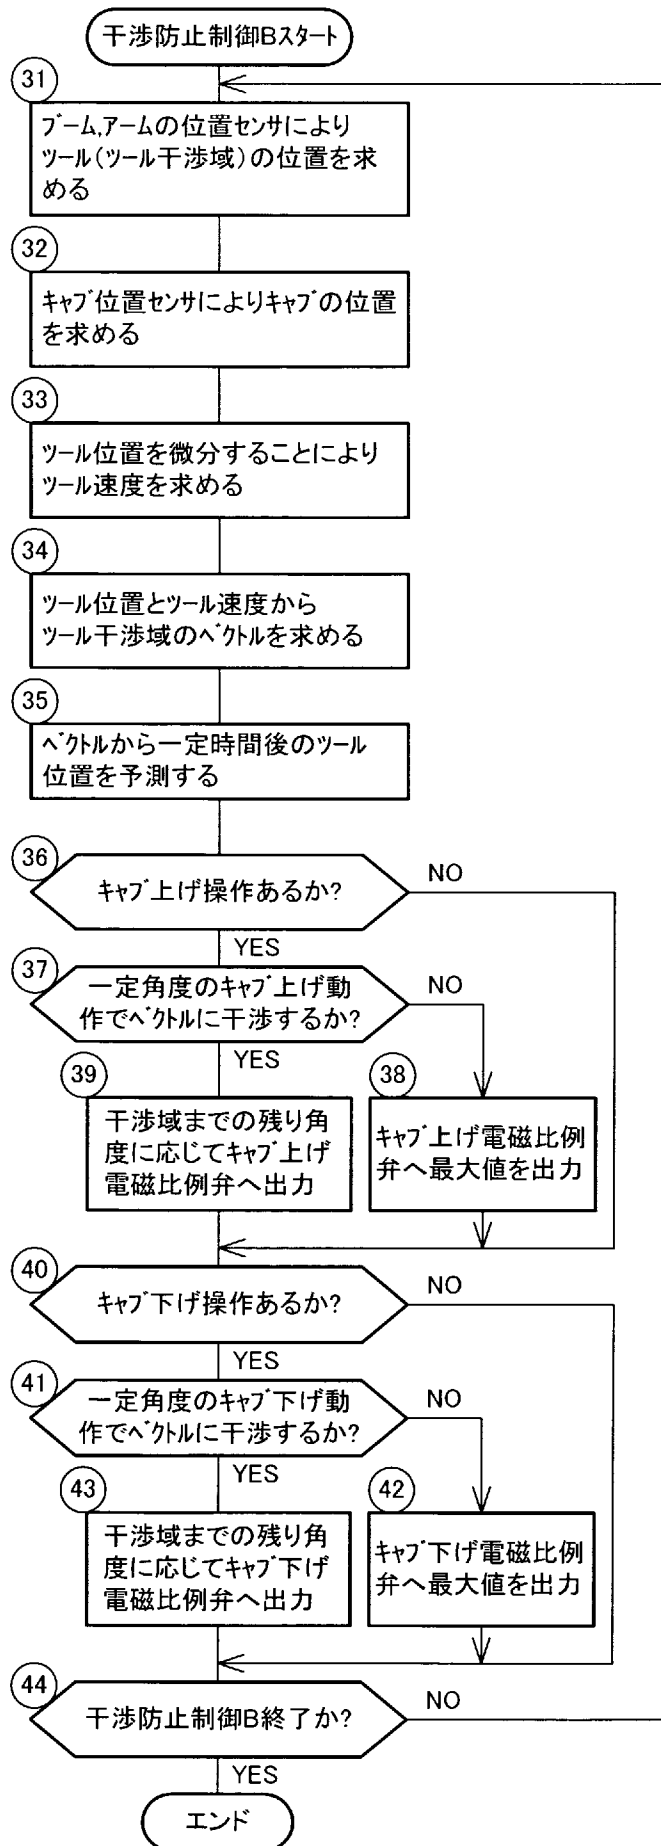 干渉防止制御Bスタート
31
ﾌﾞｰﾑ,ｱｰﾑの位置センサにより
ﾂｰﾙ(ﾂｰﾙ干渉域)の位置を求
める
32
ｷｬﾌﾞ位置センサによりｷｬﾌﾞの位置
を求める
33
ﾂｰﾙ位置を微分することにより
ﾂｰﾙ速度を求める
34
ﾂｰﾙ位置とﾂｰﾙ速度から
ﾂｰﾙ干渉域のﾍﾞｸﾄﾙを求める
35
ﾍﾞｸﾄﾙから一定時間後のﾂｰﾙ
位置を予測する
36
ｷｬﾌﾞ上げ操作あるか?
NO
YES
37
一定角度のｷｬﾌﾞ上げ動
作でﾍﾞｸﾄﾙに干渉するか?
NO
YES
39
干渉域までの残り角
度に応じてｷｬﾌﾞ上げ
電磁比例弁へ出力
38
ｷｬﾌﾞ上げ電磁比例
弁へ最大値を出力
40
ｷｬﾌﾞ下げ操作あるか?
NO
YES
41
一定角度のｷｬﾌﾞ下げ動
作でﾍﾞｸﾄﾙに干渉するか?
NO
YES
43
干渉域までの残り角
度に応じてｷｬﾌﾞ下げ
電磁比例弁へ出力
42
ｷｬﾌﾞ下げ電磁比例
弁へ最大値を出力
44
干渉防止制御B終了か?
NO
YES
エンド